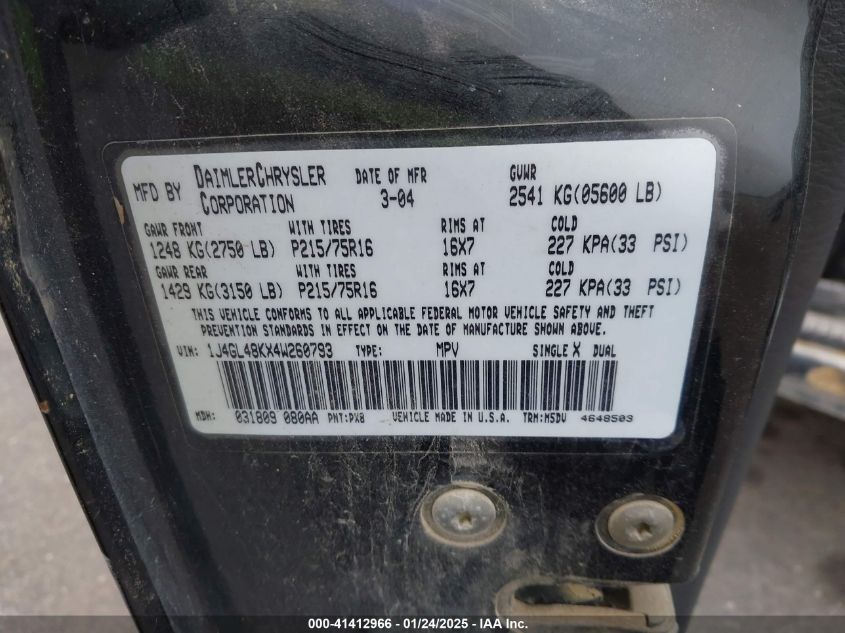 MFD BY DAIMLERCHRYSLER CORPORATION DATE OF MFR 3-04 GVWR 2541 KG(05600 LB)
GAWR FRONT WITH TIRES RIMS AT COLD
1248 KG(2750 LB) P215/75R16 16X7 227 KPA(33 PSI)
GAWR REAR WITH TIRES RIMS AT COLD
1429 KG(3150 LB) P215/75R16 16X7 227 KPA(33 PSI)
THIS VEHICLE CONFORMS TO ALL APPLICABLE FEDERAL MOTOR VEHICLE SAFETY AND THEFT
PREVENTION STANDARDS IN EFFECT ON THE DATE OF MANUFACTURE SHOWN ABOVE.
VIN: 1J4GL48KX4W260793 TYPE: MPV SINGLE X DUAL
MDH: 031809 080AA PNT:PX8 VEHICLE MADE IN U.S.A. TRM:MSDV 4648503
000-41412966 - 01/24/2025 - IAA, Inc.